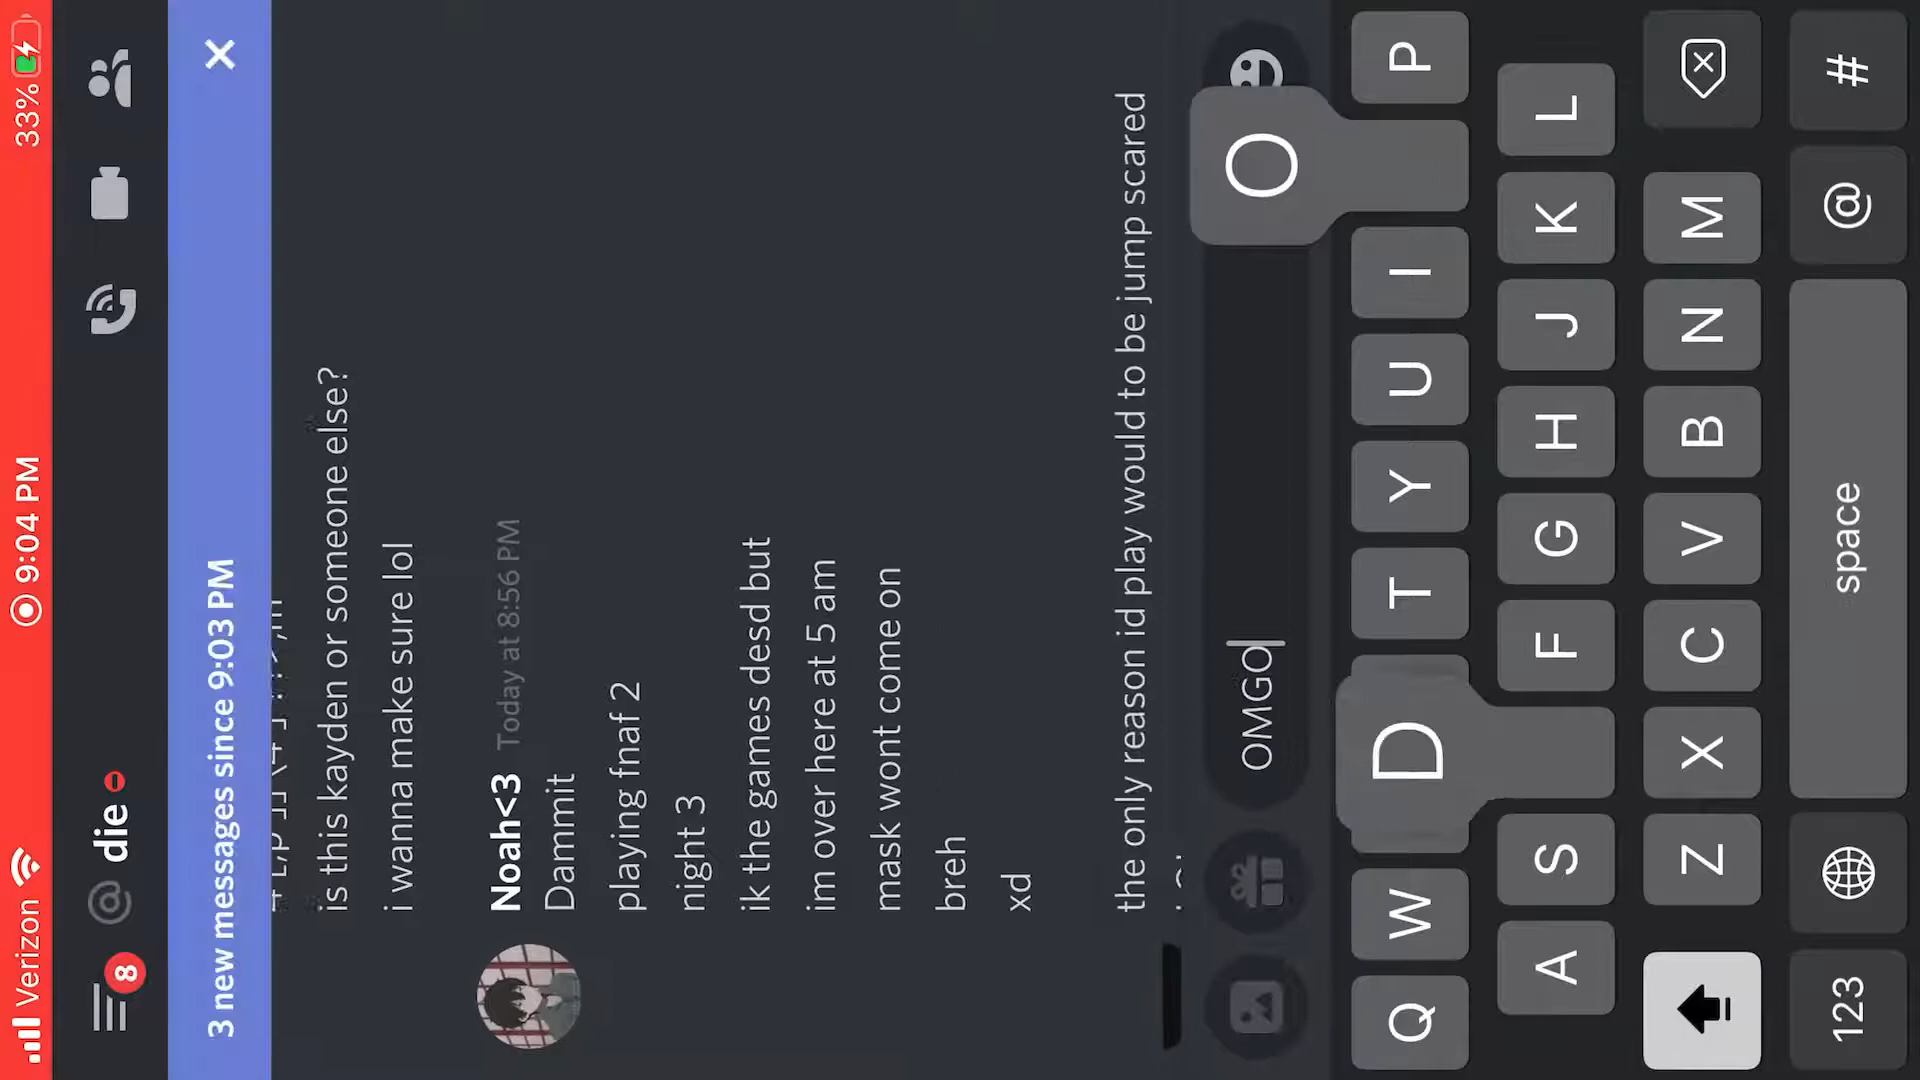 Verizon 9:04 PM 33%
8 @ die
3 new messages since 9:03 PM
is this kayden or someone else?
i wanna make sure lol
Noah<3 Today at 8:56 PM
Dammit
playing fnaf 2
night 3
ik the games desd but
im over here at 5 am
mask wont come on
breh
xd
the only reason id play would to be jump scared
OMGO
Q W T Y U I O P
A S D F G H J K L
Z X C V B N M
123 space @ #